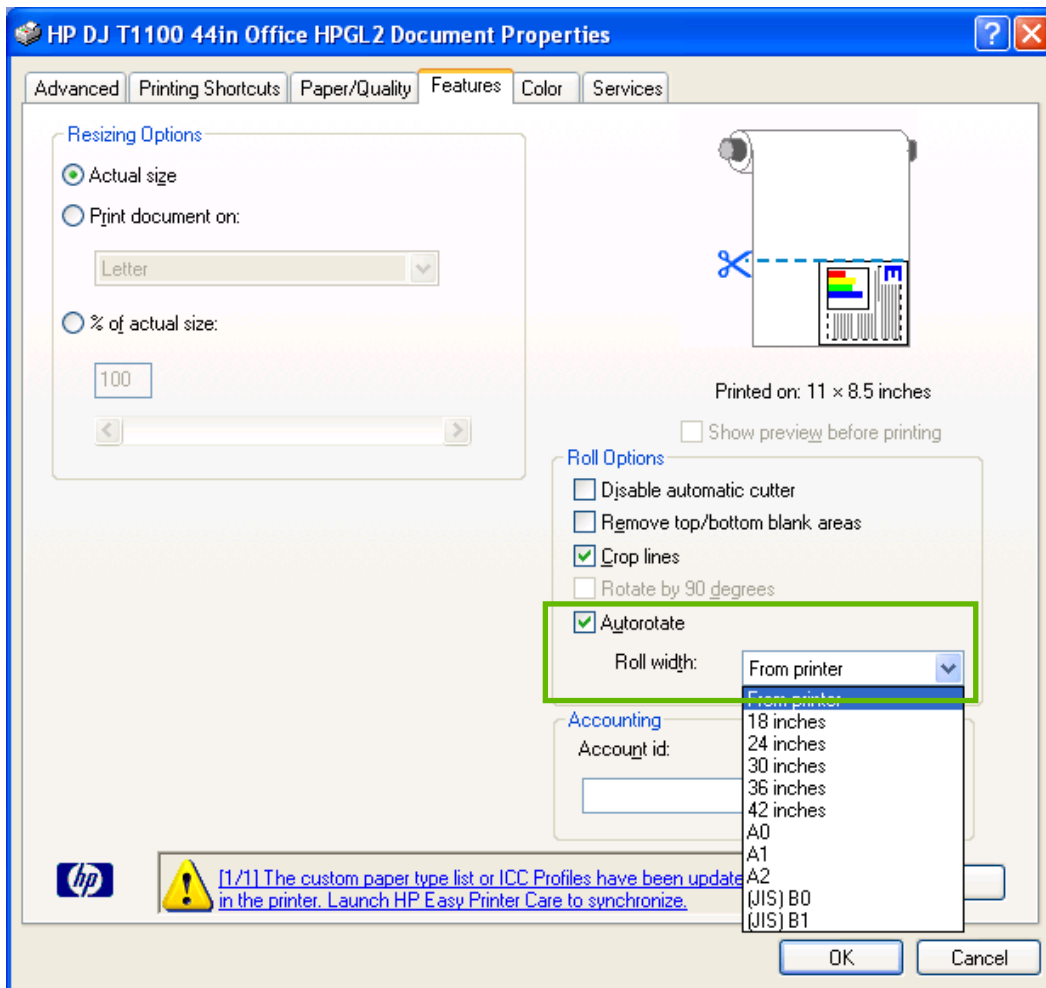 HP DJ T1100 44in Office HPGL2 Document Properties
Advanced Printing Shortcuts Paper/Quality Features Color Services
Resizing Options
Actual size
Print document on:
Letter
% of actual size:
100
E
Printed on: 11 × 8.5 inches
Show preview before printing
Roll Options
Disable automatic cutter
Remove top/bottom blank areas
Crop lines
Rotate by 90 degrees
Autorotate
Roll width:
From printer
From printer
18 inches
24 inches
30 inches
36 inches
42 inches
A0
A1
A2
(JIS) B0
(JIS) B1
Accounting
Account id:
hp
[1/1] The custom paper type list or ICC Profiles have been update
in the printer. Launch HP Easy Printer Care to synchronize.
OK Cancel